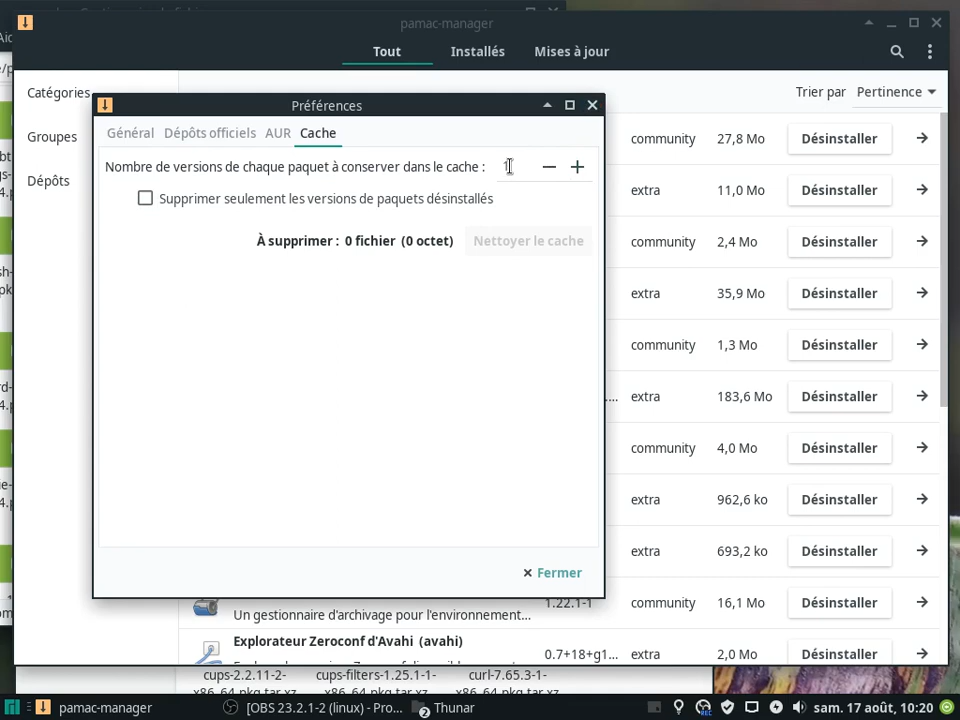 pamac-manager
Tout Installés Mises à jour
Catégories
Groupes
Dépôts
Trier par Pertinence
Préférences
Général Dépôts officiels AUR Cache
Nombre de versions de chaque paquet à conserver dans le cache :
Supprimer seulement les versions de paquets désinstallés
À supprimer : 0 fichier (0 octet) Nettoyer le cache
Fermer
community 27,8 Mo Désinstaller
extra 11,0 Mo Désinstaller
community 2,4 Mo Désinstaller
extra 35,9 Mo Désinstaller
community 1,3 Mo Désinstaller
extra 183,6 Mo Désinstaller
community 4,0 Mo Désinstaller
extra 962,6 ko Désinstaller
extra 693,2 ko Désinstaller
1.22.1-1 community 16,1 Mo Désinstaller
Un gestionnaire d'archivage pour l'environnement...
Explorateur Zeroconf d'Avahi (avahi)
0.7+18+g1... extra 2,0 Mo Désinstaller
cups-2.2.11-2- cups-filters-1.25.1-1- curl-7.65.3-1-
x86_64.pkg.tar.xz x86_64.pkg.tar.xz x86_64.pkg.tar.xz
pamac-manager [OBS 23.2.1-2 (linux) - Pro... 2 Thunar REC sam. 17 août, 10:20